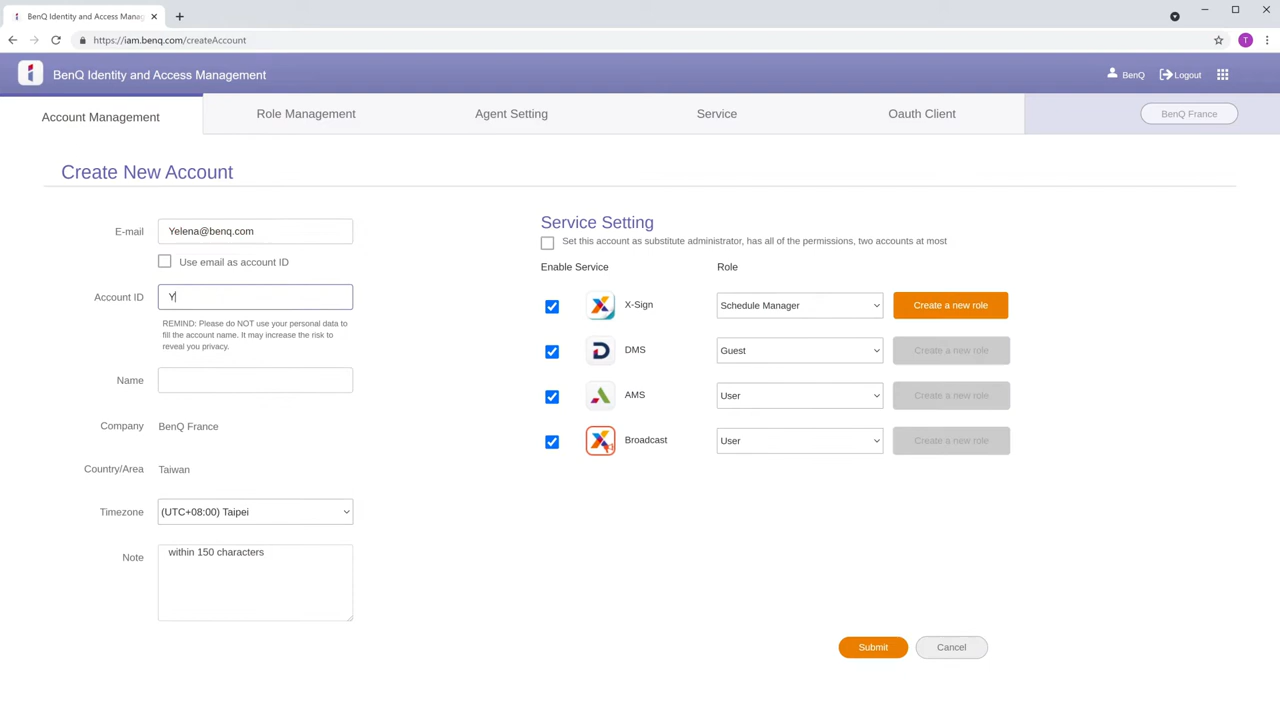 BenQ Identity and Access Manag
https://iam.benq.com/createAccount
T
BenQ Identity and Access Management
BenQ
Logout
Account Management
Role Management
Agent Setting
Service
Oauth Client
BenQ France
Create New Account
E-mail
Yelena@benq.com
Use email as account ID
Account ID
Y
REMIND: Please do NOT use your personal data to
fill the account name. It may increase the risk to
reveal you privacy.
Name
Company
BenQ France
Country/Area
Taiwan
Timezone
(UTC+08:00) Taipei
Note
within 150 characters
Service Setting
Set this account as substitute administrator, has all of the permissions, two accounts at most
Enable Service
Role
X-Sign
Schedule Manager
Create a new role
DMS
Guest
Create a new role
AMS
User
Create a new role
Broadcast
User
Create a new role
Submit
Cancel